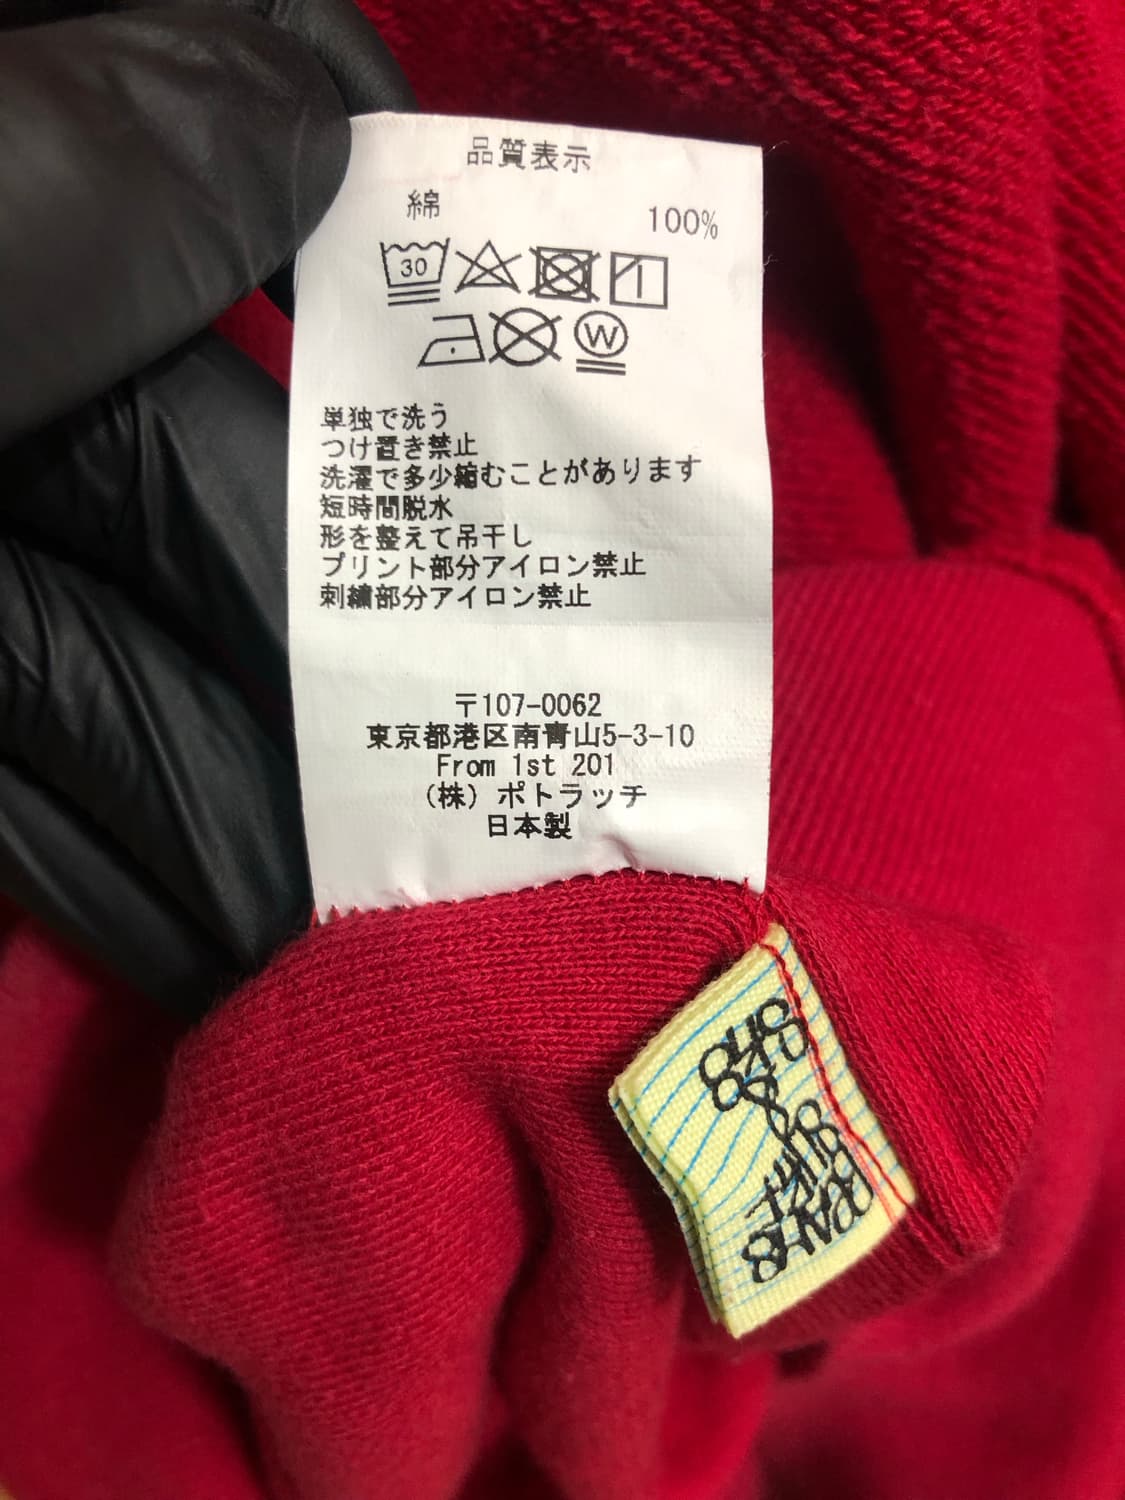 品質表示
綿 100%
30
W
単独で洗う
つけ置き禁止
洗濯で多少縮むことがあります
短時間脱水
形を整えて吊干し
プリント部分アイロン禁止
刺繍部分アイロン禁止
〒107-0062
東京都港区南青山5-3-10
From 1st 201
(株) ポトラッチ
日本製